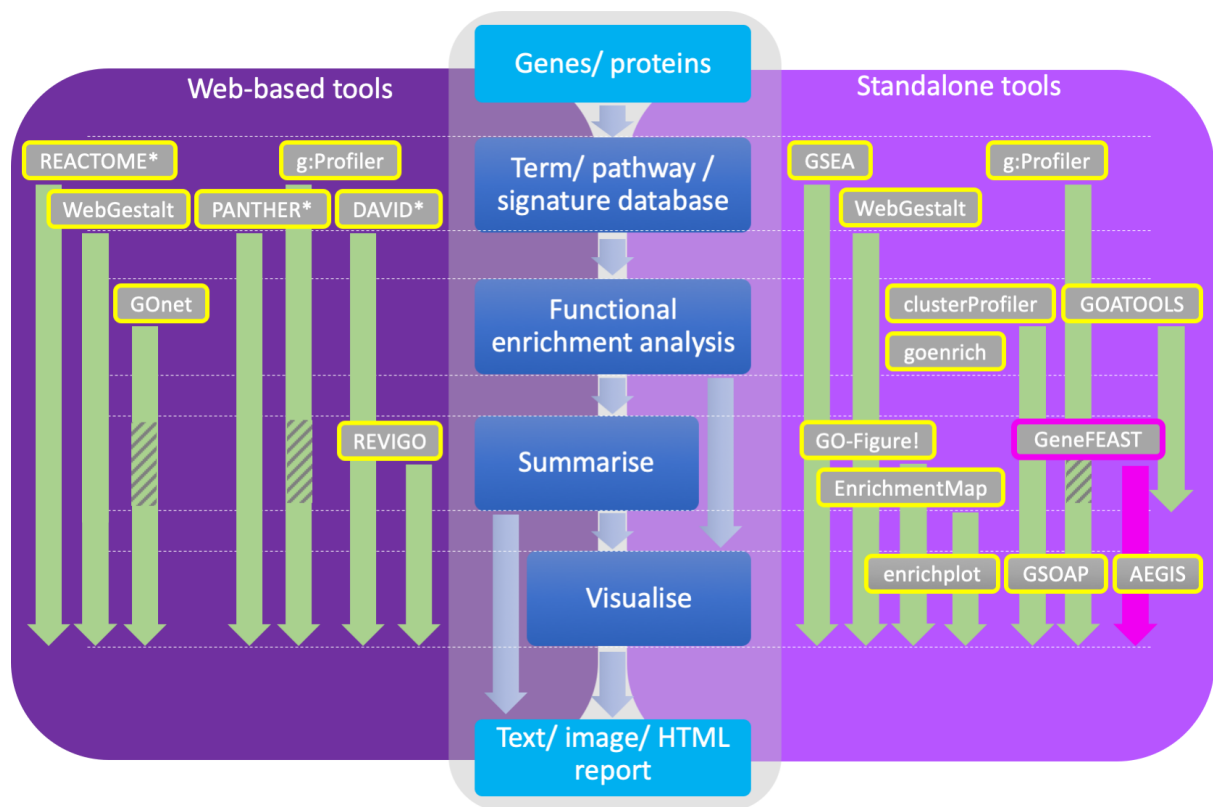 Genes/ proteins
Web-based tools
Standalone tools
REACTOME*
g:Profiler
WebGestalt
PANTHER*
DAVID*
GOnet
REVIGO
Term/ pathway /
signature database
Functional
enrichment analysis
Summarise
Visualise
Text/ image/ HTML
report
GSEA
g:Profiler
WebGestalt
clusterProfiler
GOATOOLS
goenrich
GO-Figure!
GeneFEAST
EnrichmentMap
enrichplot
GSOAP
AEGIS